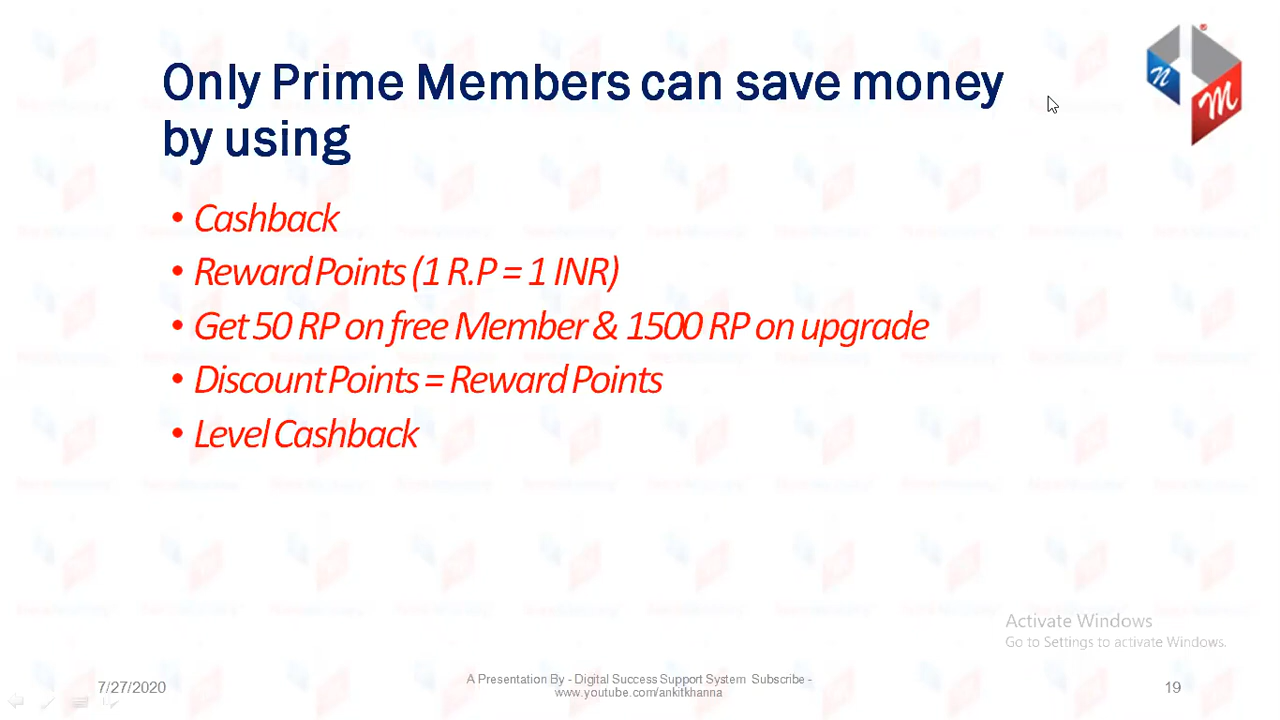 Only Prime Members can save money
by using
n
m
• Cashback
• Reward Points (1 R.P = 1 INR)
• Get 50 RP on free Member & 1500 RP on upgrade
• Discount Points = Reward Points
• Level Cashback
Activate Windows
Go to Settings to activate Windows.
7/27/2020
A Presentation By - Digital Success Support System Subscribe -
www.youtube.com/ankitkhanna
19